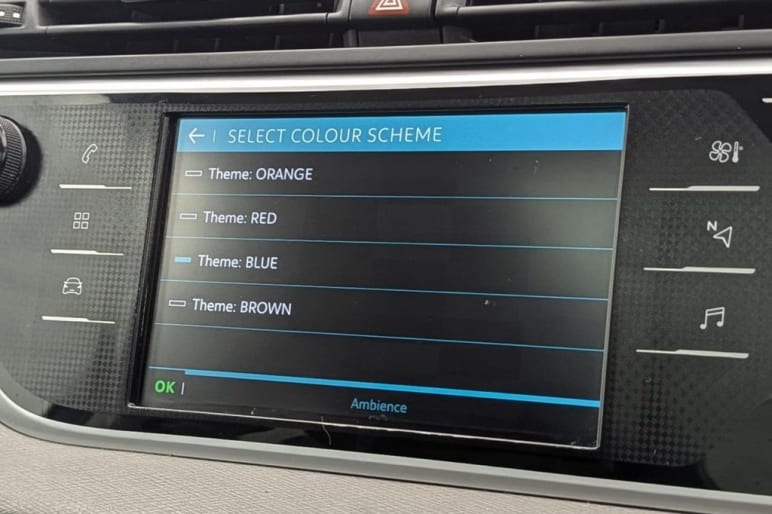 SELECT COLOUR SCHEME
Theme: ORANGE
Theme: RED
Theme: BLUE
Theme: BROWN
OK
Ambience
N